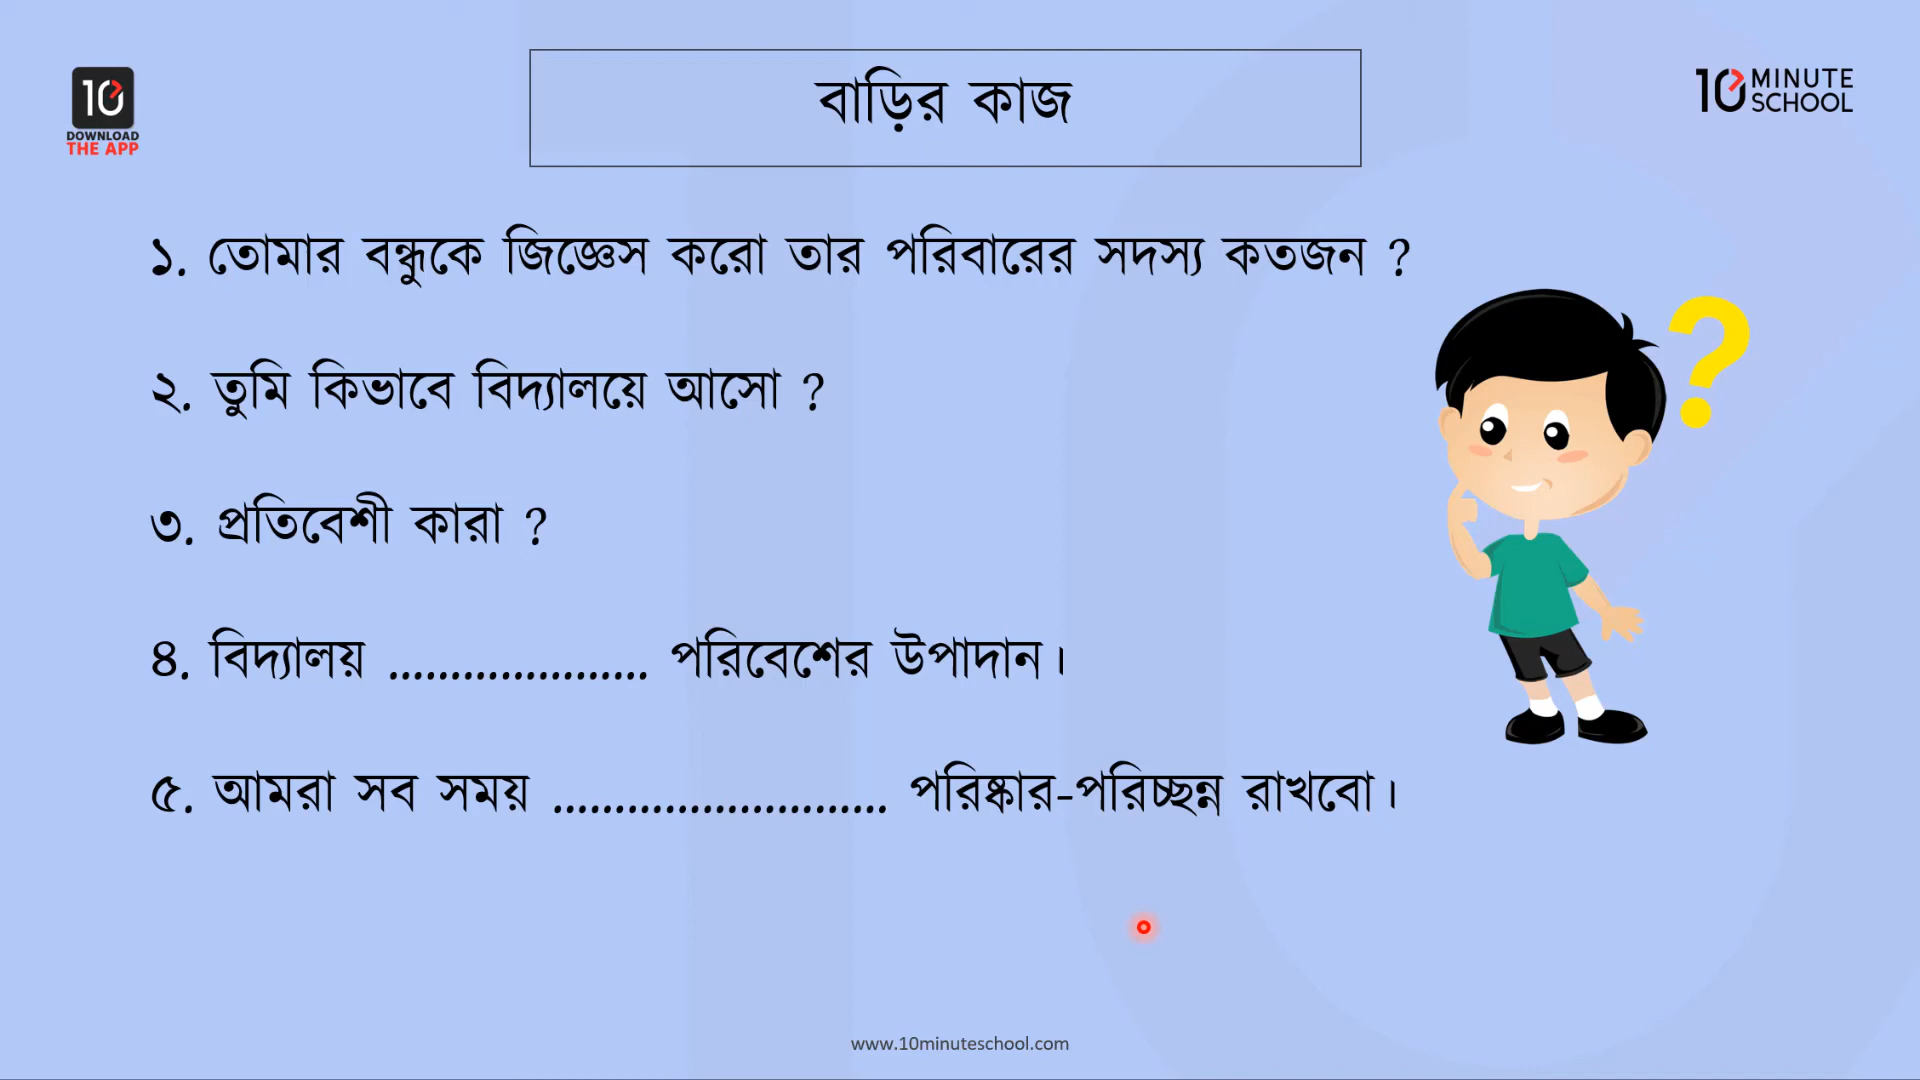 বাড়ির কাজ
10
DOWNLOAD
THE APP
10 MINUTE
SCHOOL
১. তোমার বন্ধুকে জিজ্ঞেস করো তার পরিবারের সদস্য কতজন ?
২. তুমি কিভাবে বিদ্যালয়ে আসো ?
৩. প্রতিবেশী কারা ?
৪. বিদ্যালয় ..................... পরিবেশের উপাদান।
৫. আমরা সব সময় ........................... পরিষ্কার-পরিচ্ছন্ন রাখবো।
?
www.10minuteschool.com